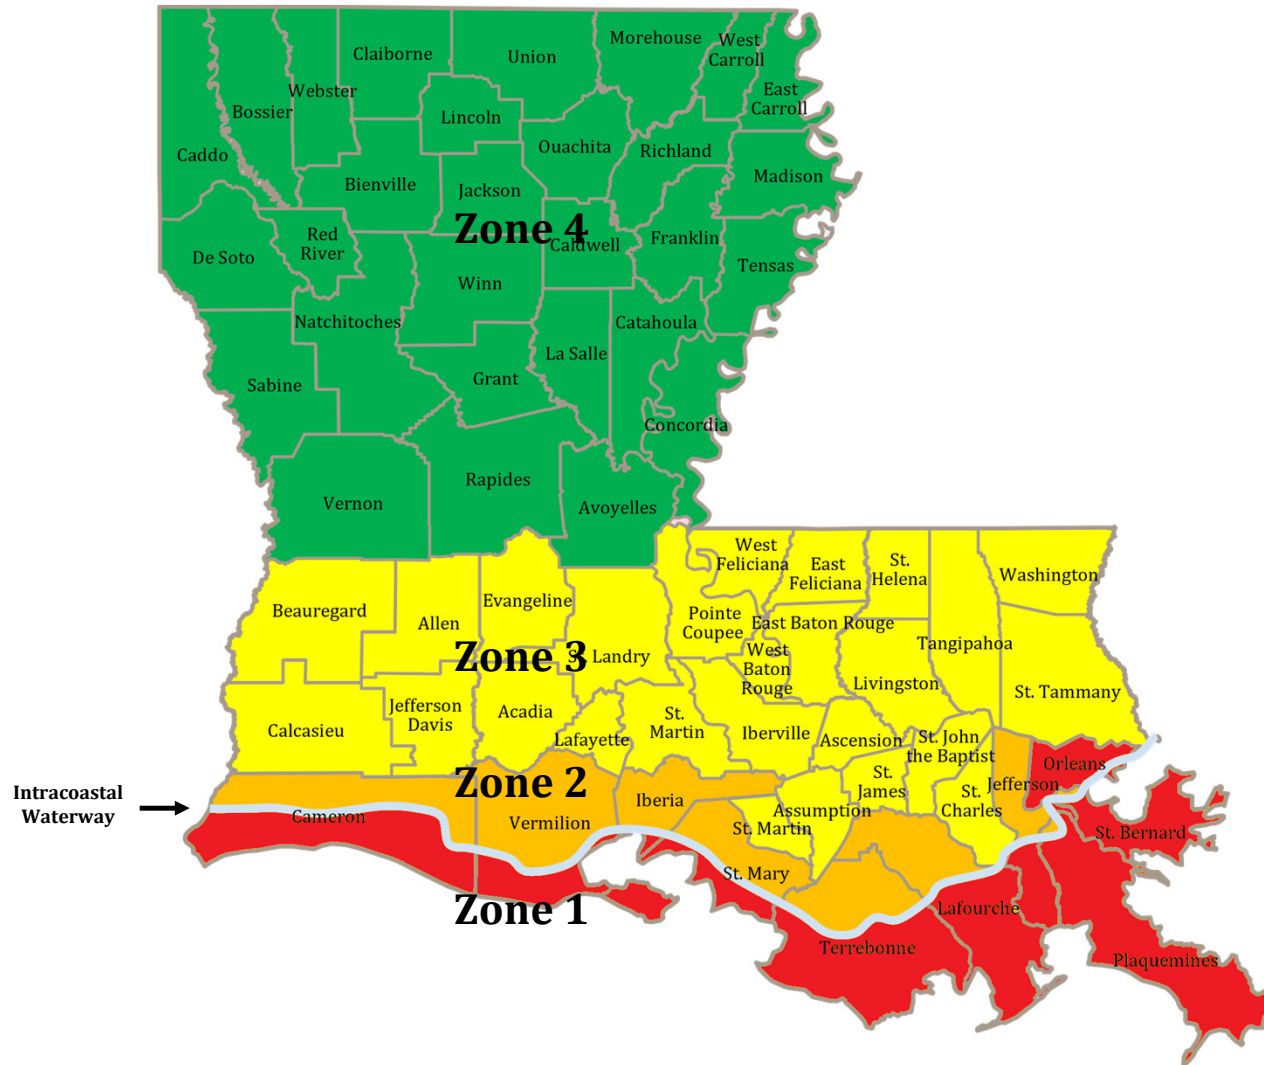 Claiborne
Union
Morehouse
West
Carroll
Webster
Bossier
Lincoln
East
Carroll
Caddo
Ouachita
Richland
Bienville
Jackson
Madison
Zone 4
Red
River
De Soto
Caldwell
Franklin
Tensas
Winn
Natchitoches
Catahoula
La Salle
Sabine
Grant
Concordia
Vernon
Rapides
Avoyelles
West
Feliciana
East
Feliciana
St.
Helena
Washington
Beauregard
Allen
Evangeline
Pointe
Coupee
East Baton Rouge
Zone 3
Landry
West
Baton
Rouge
Tangipahoa
Livingston
St. Tammany
Calcasieu
Jefferson
Davis
Acadia
Lafayette
St.
Martin
Iberville
Ascension
St. John
the Baptist
Orleans
Zone 2
Intracoastal
Waterway
Cameron
Vermilion
Iberia
St.
James
Assumption
St. Martin
St.
Charles
Jefferson
St. Bernard
St. Mary
Zone 1
Lafourche
Terrebonne
Plaquemines